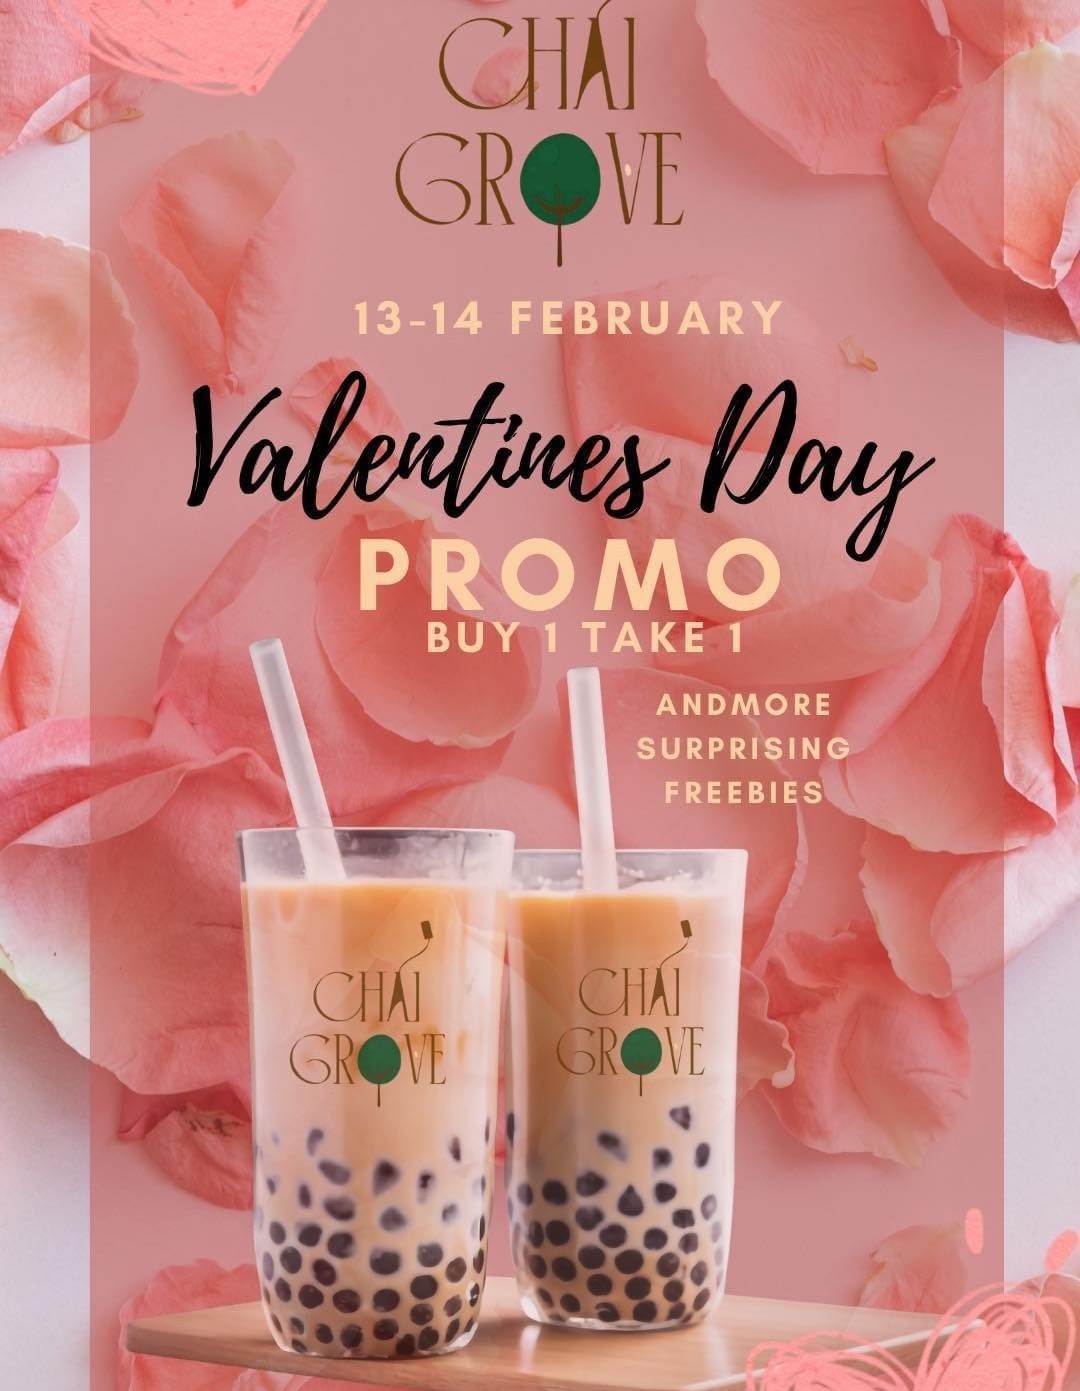 CHAI
GROVE
13-14 FEBRUARY
Valentines Day
PROMO
BUY 1 TAKE 1
ANDMORE
SURPRISING
FREEBIES
CHAI
GROVE
CHAI
GROVE